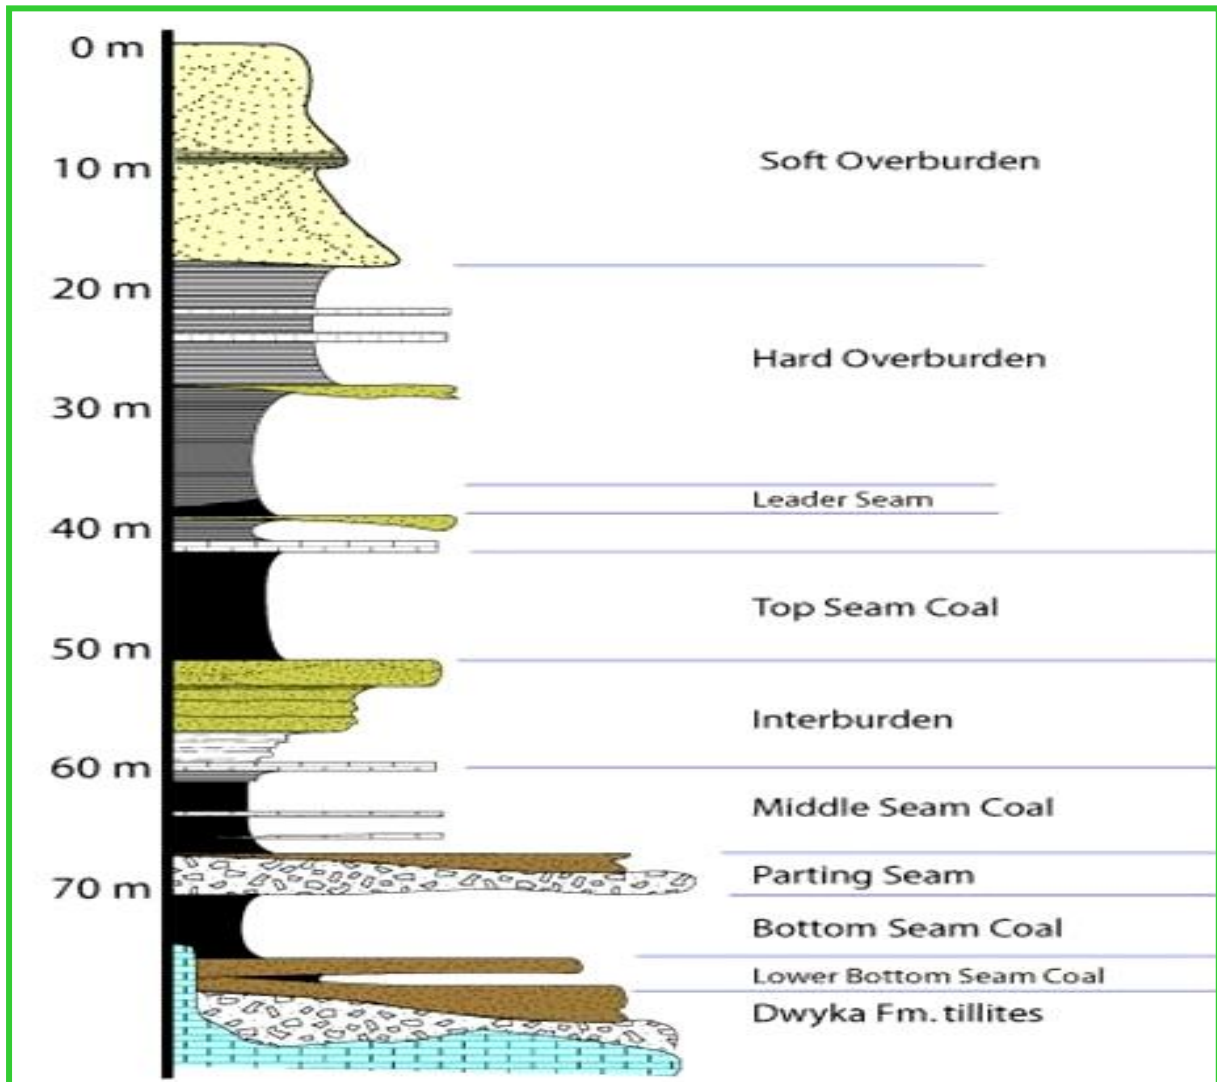 0 m
10 m
Soft Overburden
20 m
Hard Overburden
30 m
Leader Seam
40 m
Top Seam Coal
50 m
Interburden
60 m
Middle Seam Coal
Parting Seam
70 m
Bottom Seam Coal
Lower Bottom Seam Coal
Dwyka Fm. tillites